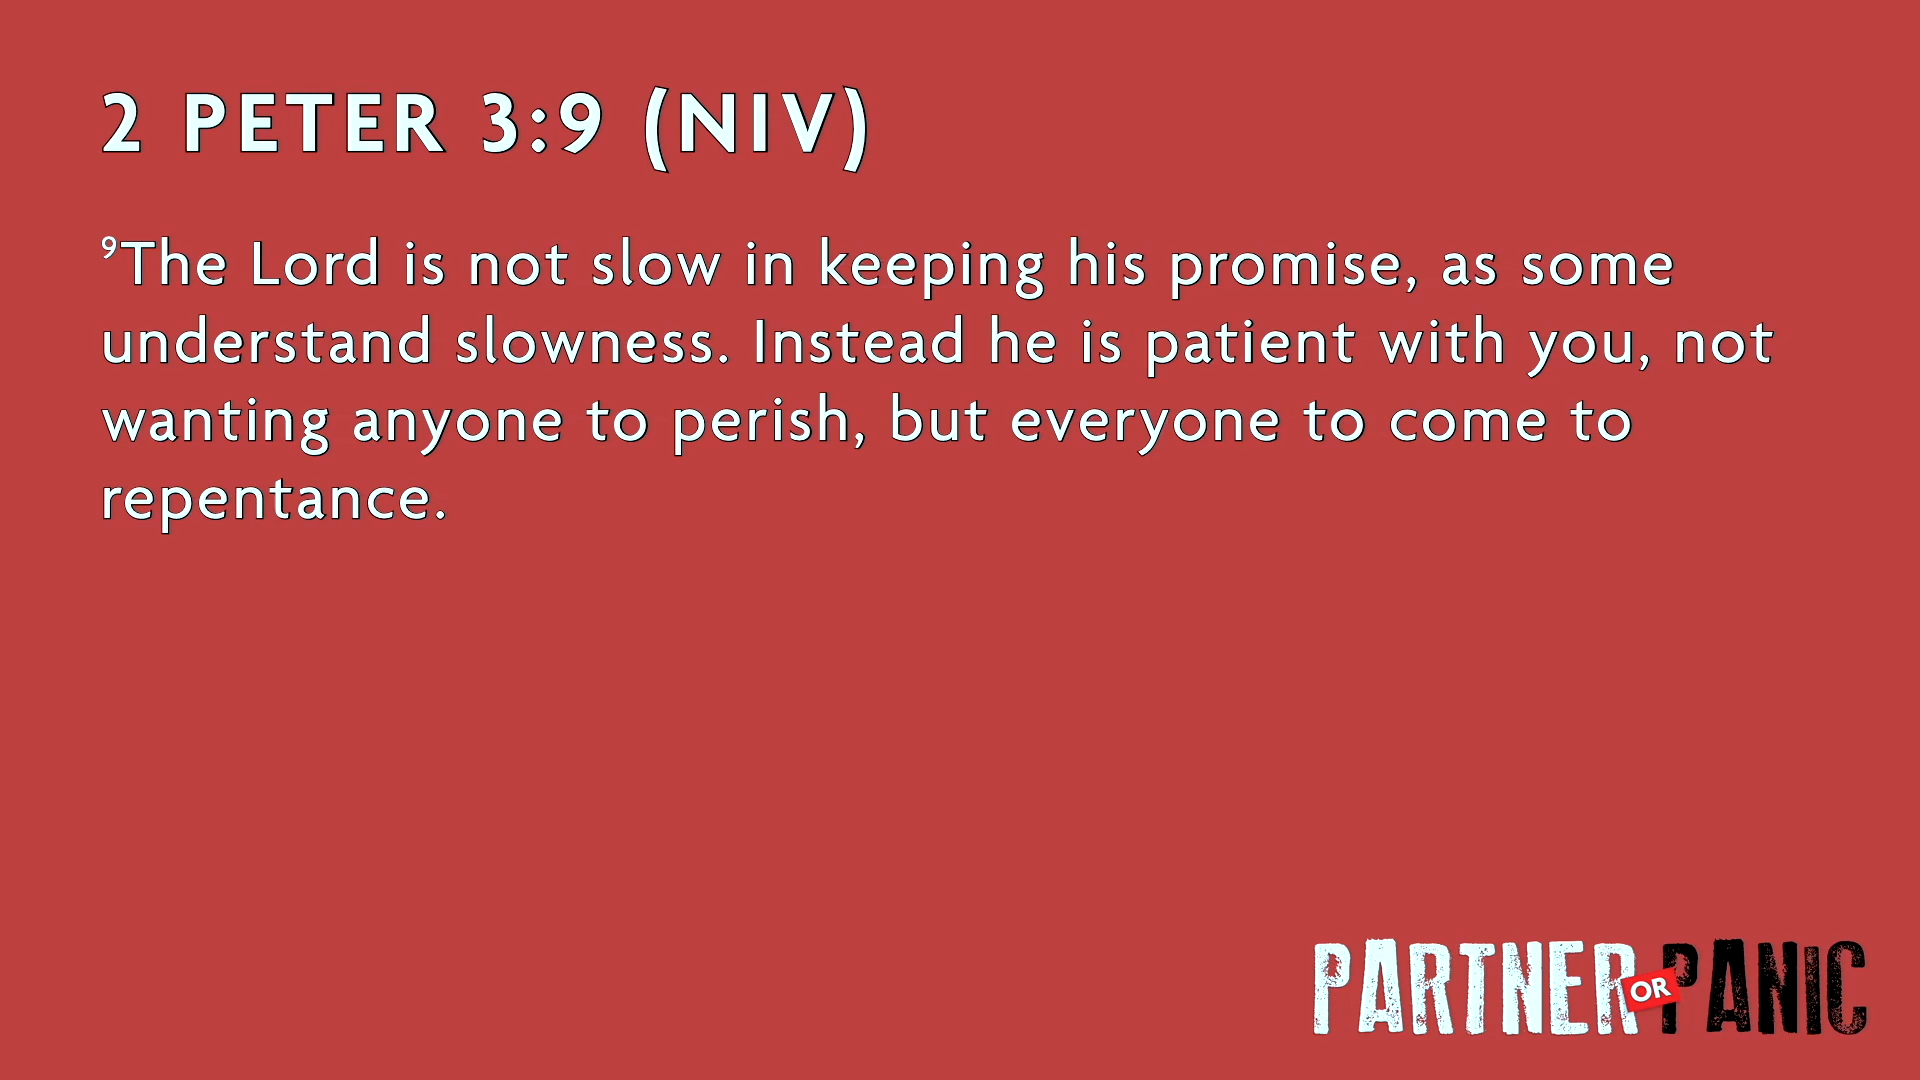 2 PETER 3:9 (NIV)
⁹The Lord is not slow in keeping his promise, as some
understand slowness. Instead he is patient with you, not
wanting anyone to perish, but everyone to come to
repentance.
PARTNER OR PANIC